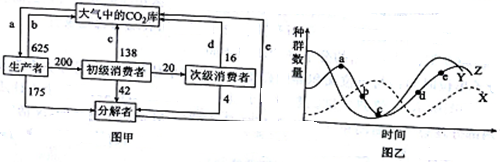 大气中的CO₂库
a
b
c
d
e
625
138
16
生产者
200
初级消费者
20
次级消费者
175
42
4
分解者
图甲
种群数量
a
b
c
d
e
Z
Y
X
时间
图乙